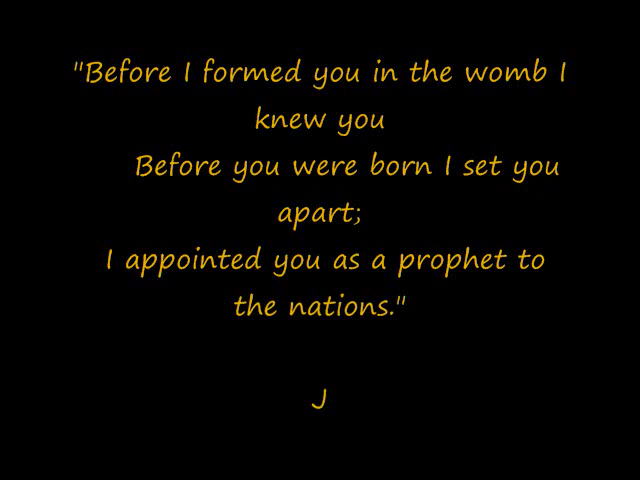 "Before I formed you in the womb I
knew you
Before you were born I set you
apart;
I appointed you as a prophet to
the nations."
J